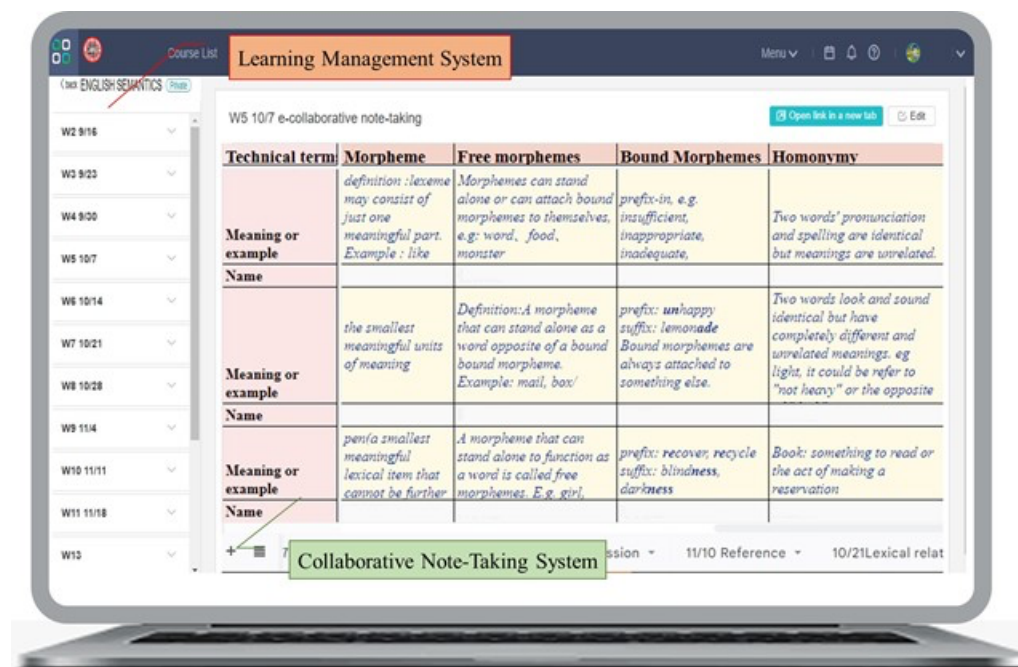 Course List
Learning Management System
Menu
back ENGLISH SEMANTICS Private
W2 9/16
W3 9/23
W4 9/30
W5 10/7
W6 10/14
W7 10/21
W8 10/28
W9 11/4
W10 11/11
W11 11/18
W13
W5 10/7 e-collaborative note-taking
Open link in a new tab
Edit
Technical term Morpheme Free morphemes Bound Morphemes Homonymy
Meaning or
example
definition :lexeme
may consist of
just one
meaningful part.
Example : like
Morphemes can stand
alone or can attach bound
morphemes to themselves,
e.g: word、food、
monster
prefix-in, e.g.
insufficient,
inappropriate,
inadequate,
Two words' pronunciation
and spelling are identical
but meanings are unrelated.
Name
Meaning or
example
the smallest
meaningful units
of meaning
Definition:A morpheme
that can stand alone as a
word opposite of a bound
bound morpheme.
Example: mail, box/
prefix: unhappy
suffix: lemonade
Bound morphemes are
always attached to
something else.
Two words look and sound
identical but have
completely different and
unrelated meanings. eg
light, it could be refer to
"not heavy" or the opposite
Name
Meaning or
example
pen(a smallest
meaningful
lexical item that
cannot be further
A morpheme that can
stand alone to function as
a word is called free
morphemes. E.g. girl,
prefix: recover, recycle
suffix: blindness,
darkness
Book: something to read or
the act of making a
reservation
Name
+ 7 ssion 11/10 Reference 10/21Lexical relat
Collaborative Note-Taking System